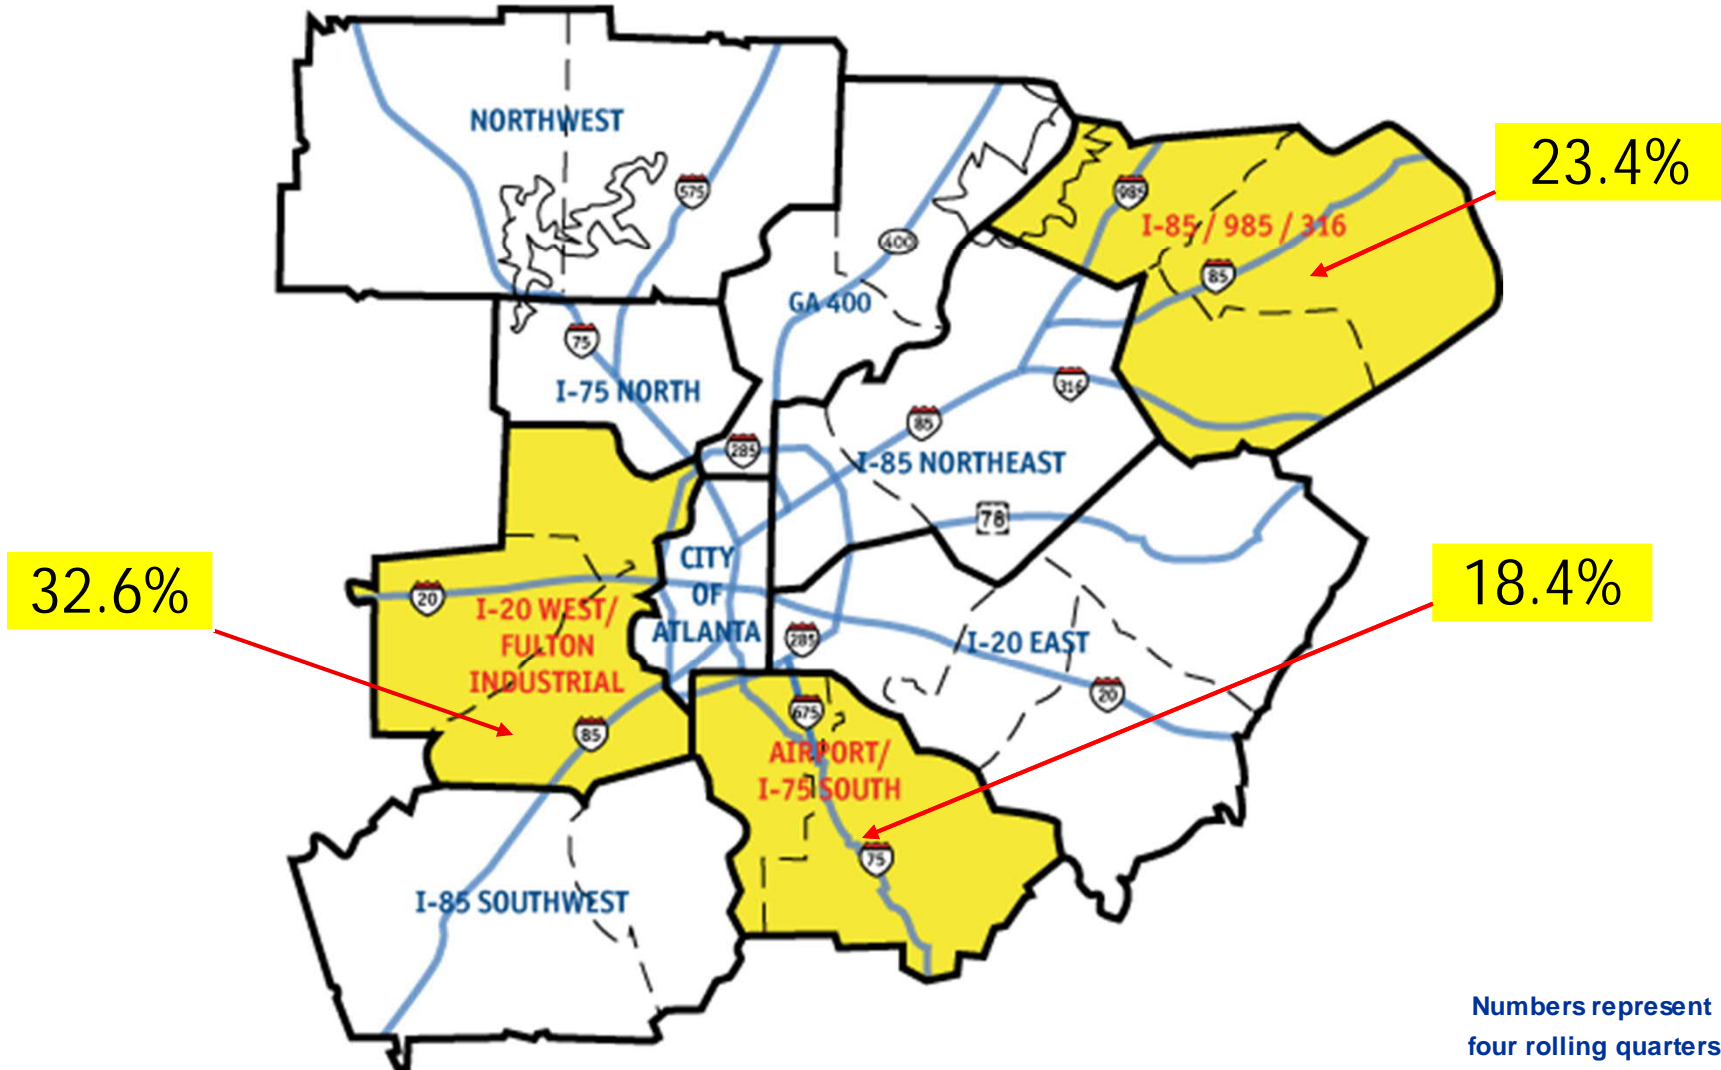 NORTHWEST
575
985
23.4%
I-85 / 985 / 316
400
85
GA 400
75
I-75 NORTH
316
85
285
I-85 NORTHEAST
78
CITY
OF
ATLANTA
32.6%
20
I-20 WEST/
FULTON
INDUSTRIAL
18.4%
285
I-20 EAST
20
675
85
AIRPORT/
I-75 SOUTH
75
I-85 SOUTHWEST
Numbers represent
four rolling quarters